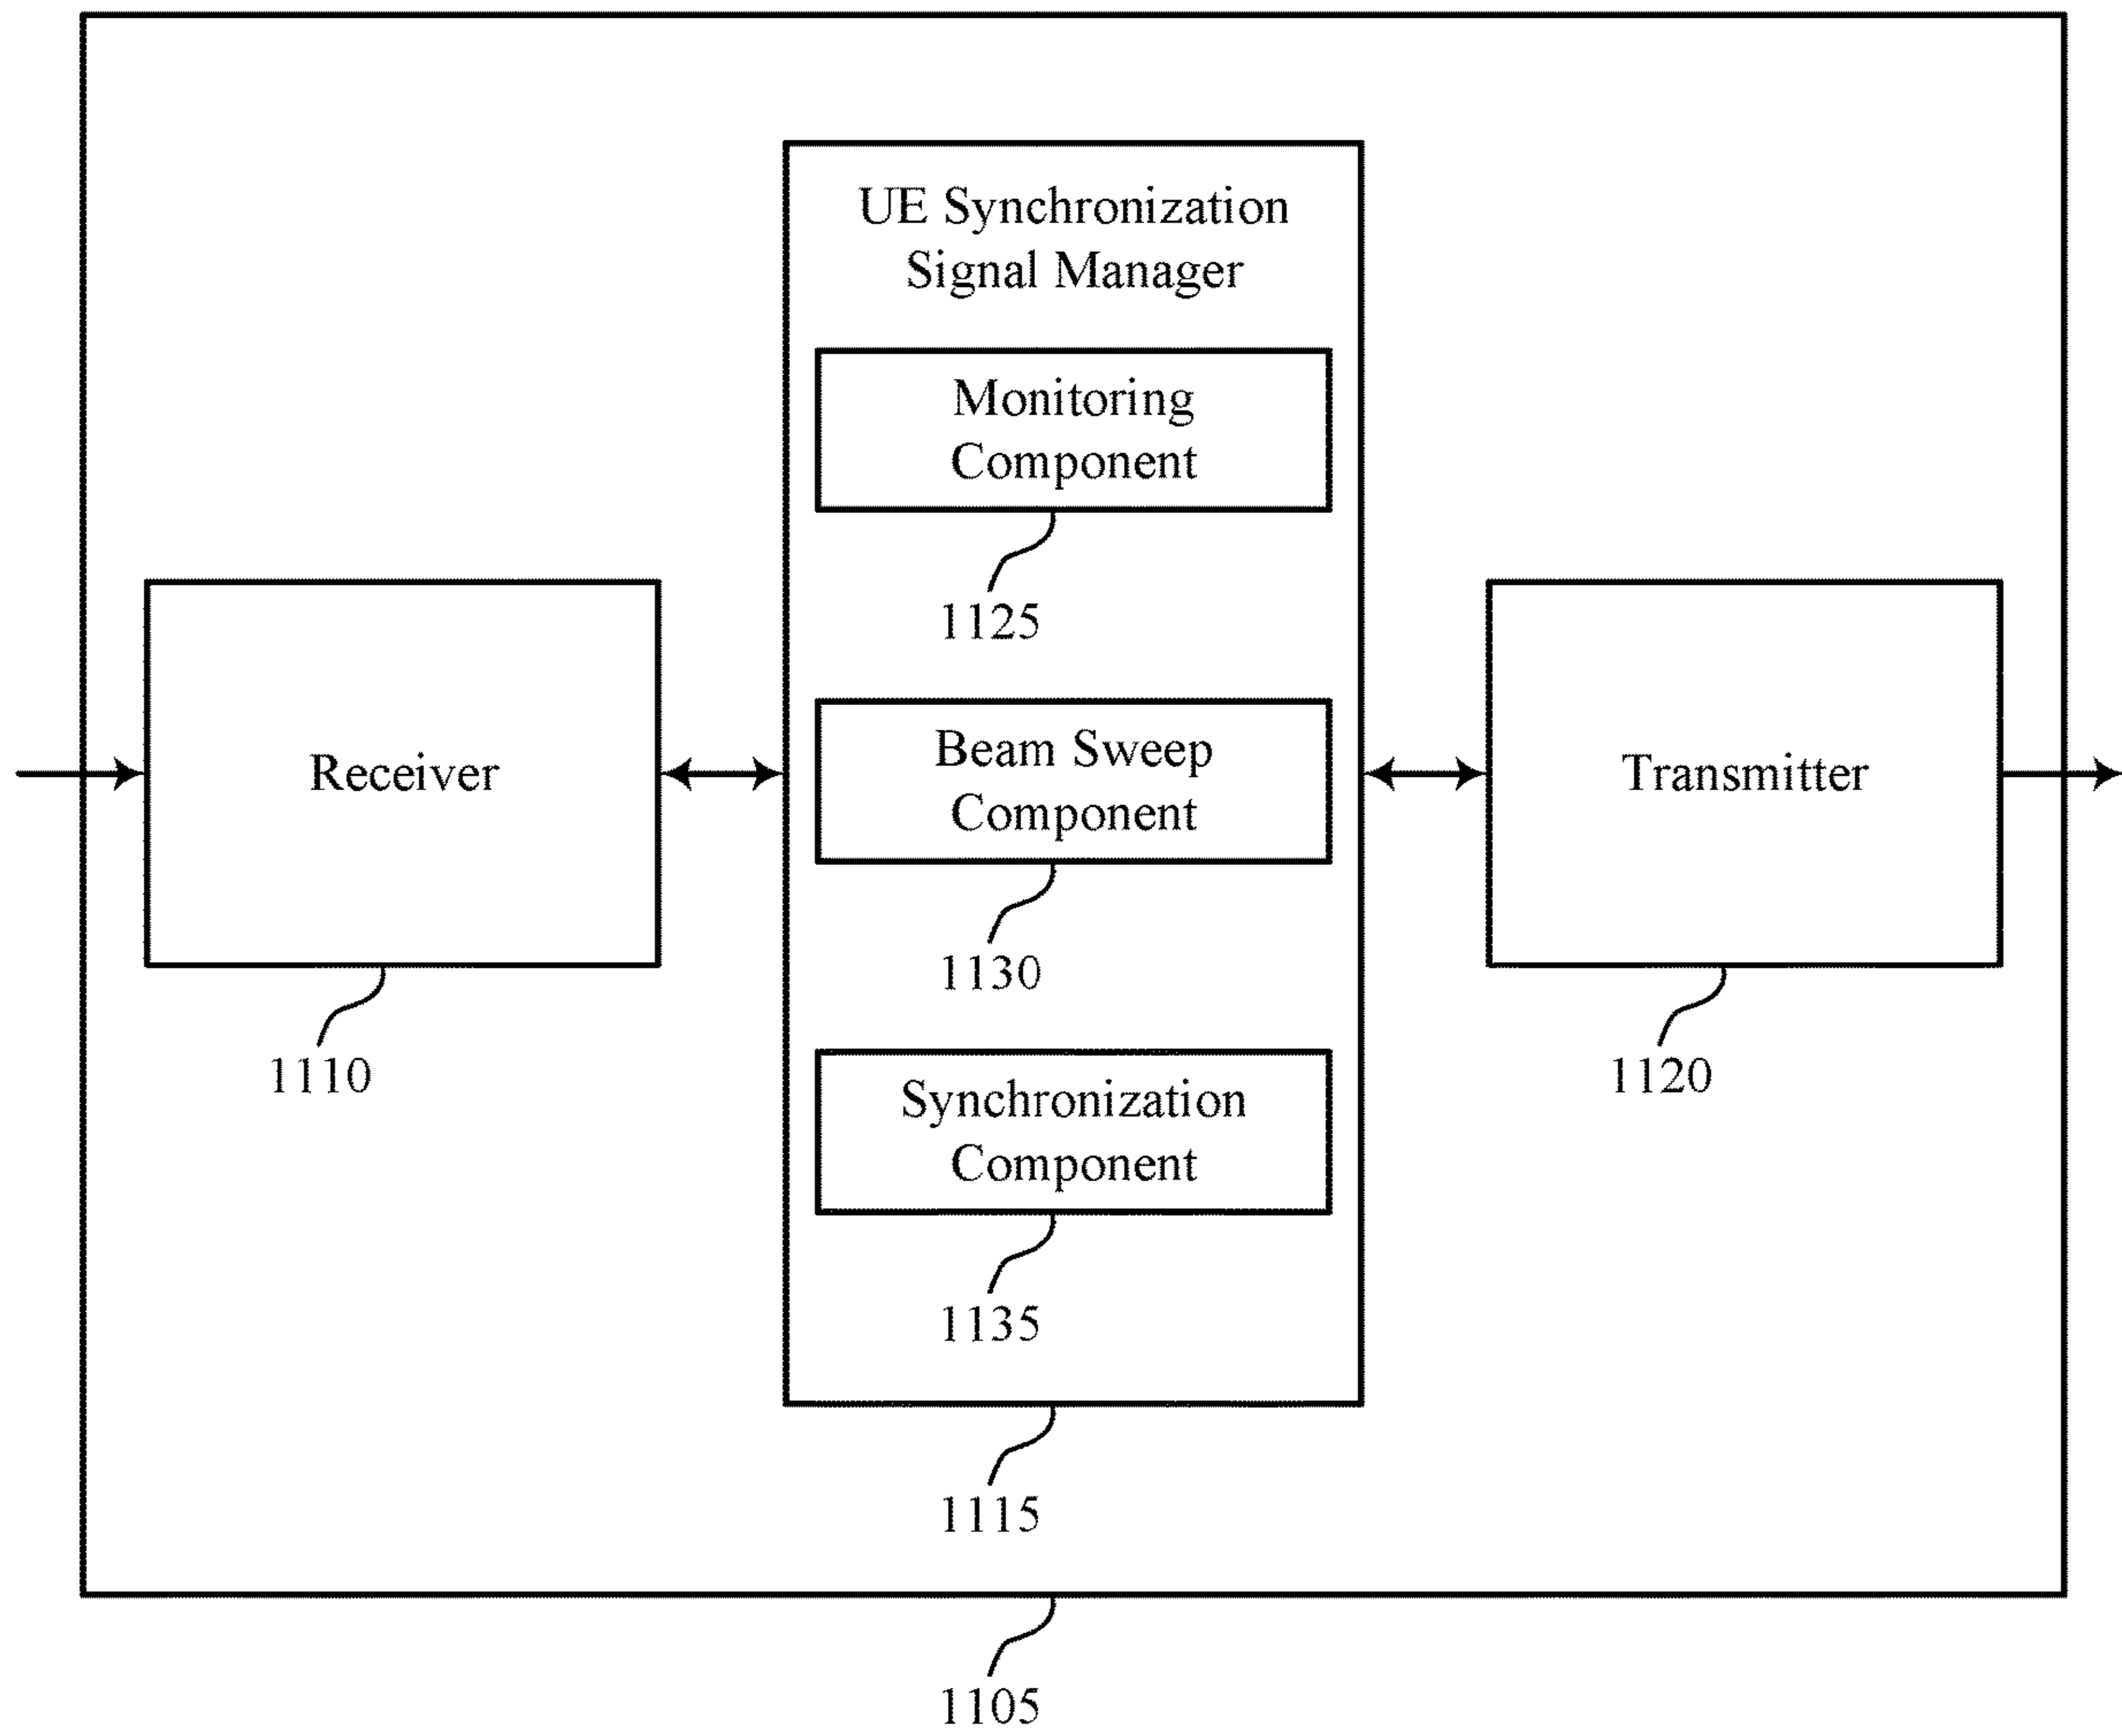 UE Synchronization
Signal Manager
Monitoring
Component
1125
Receiver
1110
Beam Sweep
Component
1130
Transmitter
1120
Synchronization
Component
1135
1115
1105